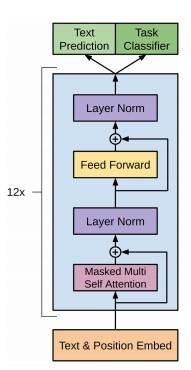 Text
Prediction
Task
Classifier
Layer Norm
+
Feed Forward
12x
Layer Norm
+
Masked Multi
Self Attention
Text & Position Embed